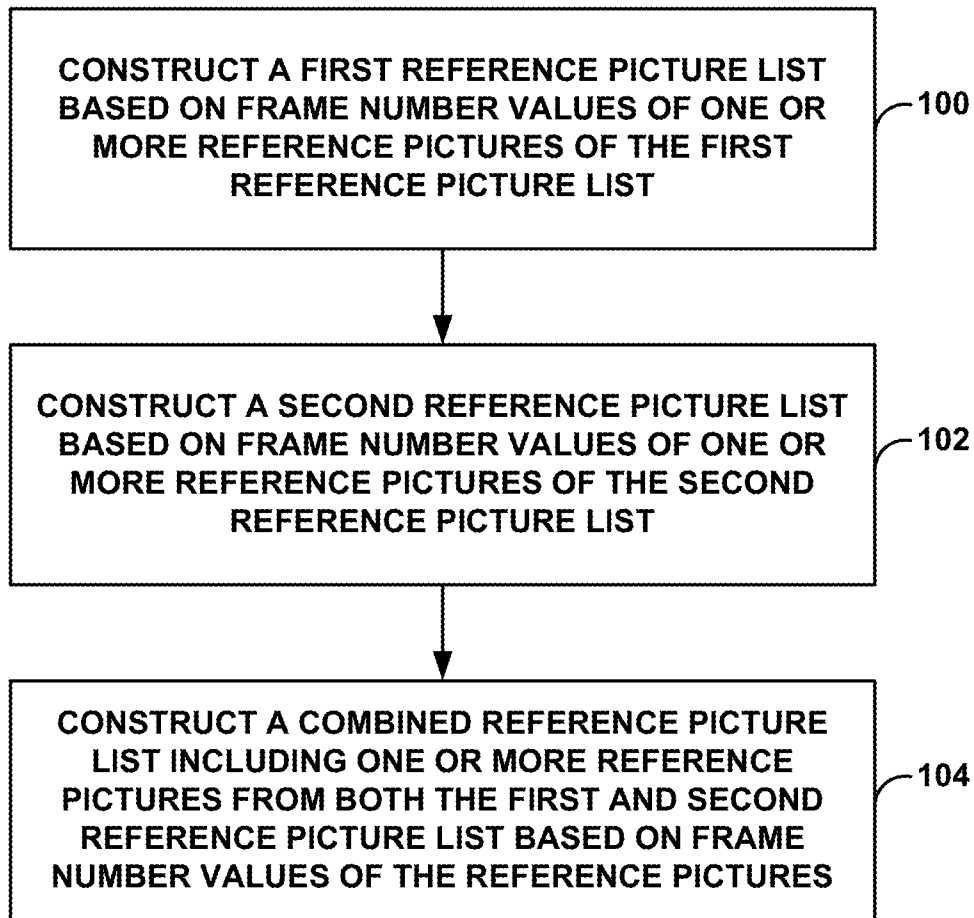 CONSTRUCT A FIRST REFERENCE PICTURE LIST
BASED ON FRAME NUMBER VALUES OF ONE OR
MORE REFERENCE PICTURES OF THE FIRST
REFERENCE PICTURE LIST
100
CONSTRUCT A SECOND REFERENCE PICTURE LIST
BASED ON FRAME NUMBER VALUES OF ONE OR
MORE REFERENCE PICTURES OF THE SECOND
REFERENCE PICTURE LIST
102
CONSTRUCT A COMBINED REFERENCE PICTURE
LIST INCLUDING ONE OR MORE REFERENCE
PICTURES FROM BOTH THE FIRST AND SECOND
REFERENCE PICTURE LIST BASED ON FRAME
NUMBER VALUES OF THE REFERENCE PICTURES
104